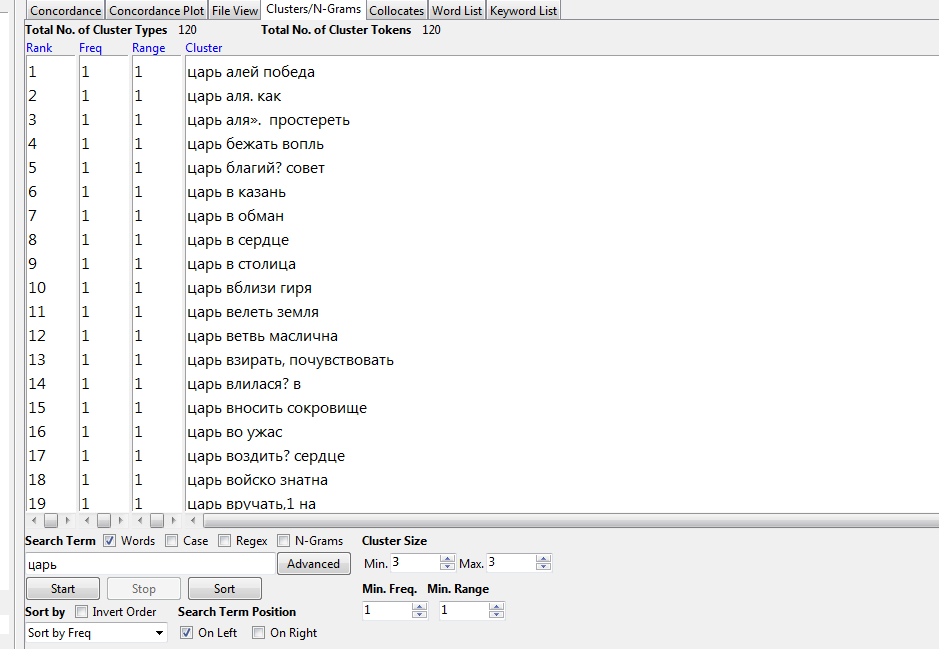 Concordance Concordance Plot File View Clusters/N-Grams Collocates Word List Keyword List
Total No. of Cluster Types 120 Total No. of Cluster Tokens 120
Rank Freq Range Cluster
1 1 1 царь алей победа
2 1 1 царь аля. как
3 1 1 царь аля». простереть
4 1 1 царь бежать вопль
5 1 1 царь благий? совет
6 1 1 царь в казань
7 1 1 царь в обман
8 1 1 царь в сердце
9 1 1 царь в столица
10 1 1 царь вблизи гиря
11 1 1 царь велеть земля
12 1 1 царь ветвь маслична
13 1 1 царь взирать, почувствовать
14 1 1 царь влилася? в
15 1 1 царь вносить сокровище
16 1 1 царь во ужас
17 1 1 царь воздить? сердце
18 1 1 царь войско знатна
19 1 1 царь вручать,1 на
Search Term Words Case Regex N-Grams Cluster Size
царь Advanced Min. 3 Max. 3
Start Stop Sort Min. Freq. Min. Range
Sort by Invert Order Search Term Position 1 1
Sort by Freq On Left On Right